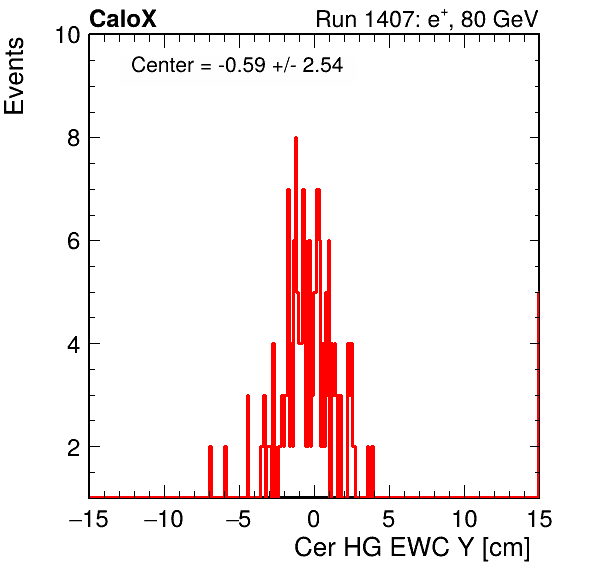 CaloX Run 1407: e⁺, 80 GeV
Events
Center = -0.59 +/- 2.54
10
8
6
4
2
−15 −10 −5 0 5 10 15
Cer HG EWC Y [cm]